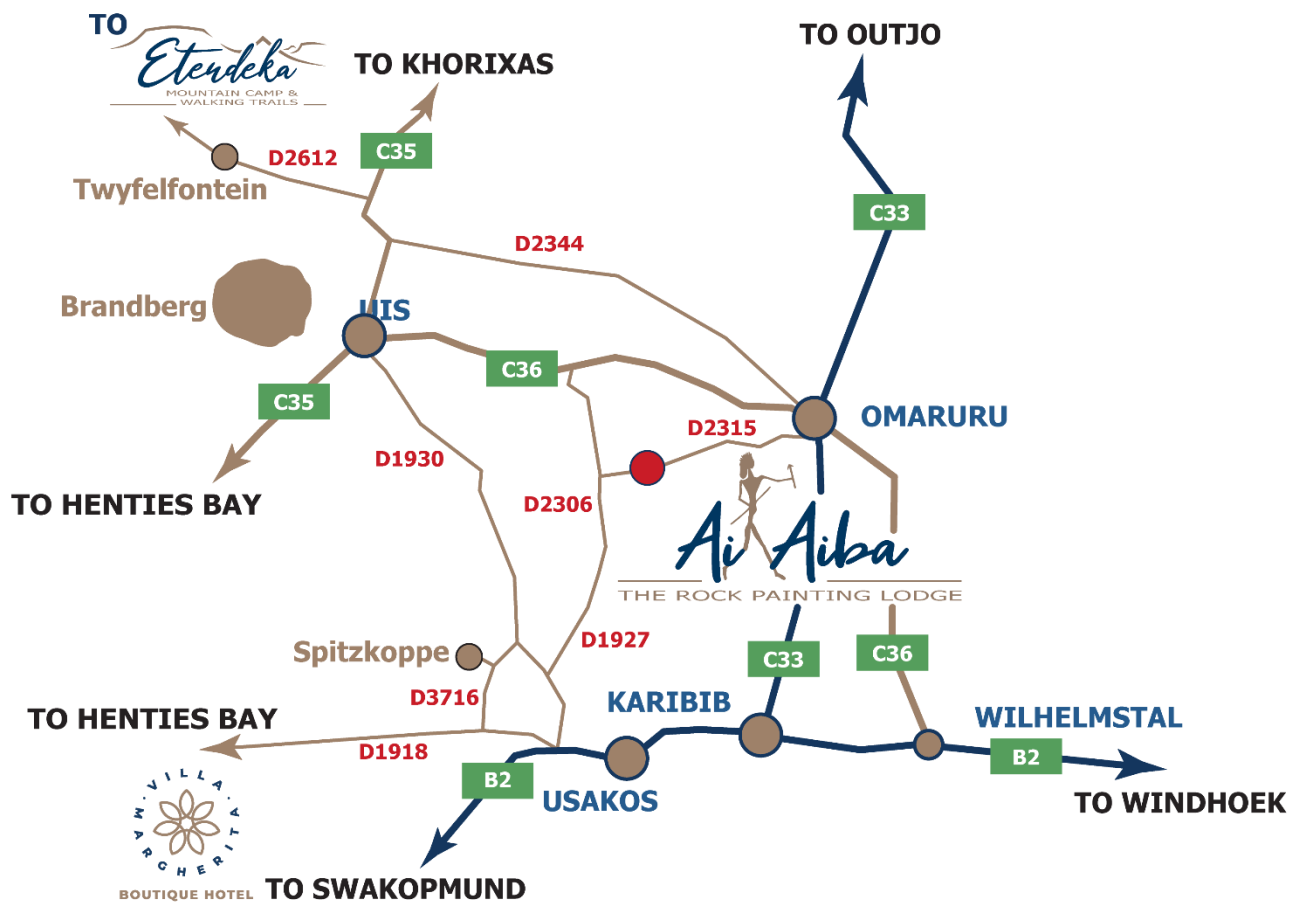 TO
Etendeka
MOUNTAIN CAMP &
WALKING TRAILS
TO KHORIXAS
TO OUTJO
C35
D2612
Twyfelfontein
C33
D2344
Brandberg
UIS
C36
C35
OMARURU
D2315
D1930
TO HENTIES BAY
D2306
Ai Aiba
THE ROCK PAINTING LODGE
D1927
Spitzkoppe
C33
C36
D3716
KARIBIB
WILHELMSTAL
TO HENTIES BAY
D1918
B2
B2
USAKOS
TO WINDHOEK
· VILLA ·
MARGHERITA
BOUTIQUE HOTEL
TO SWAKOPMUND